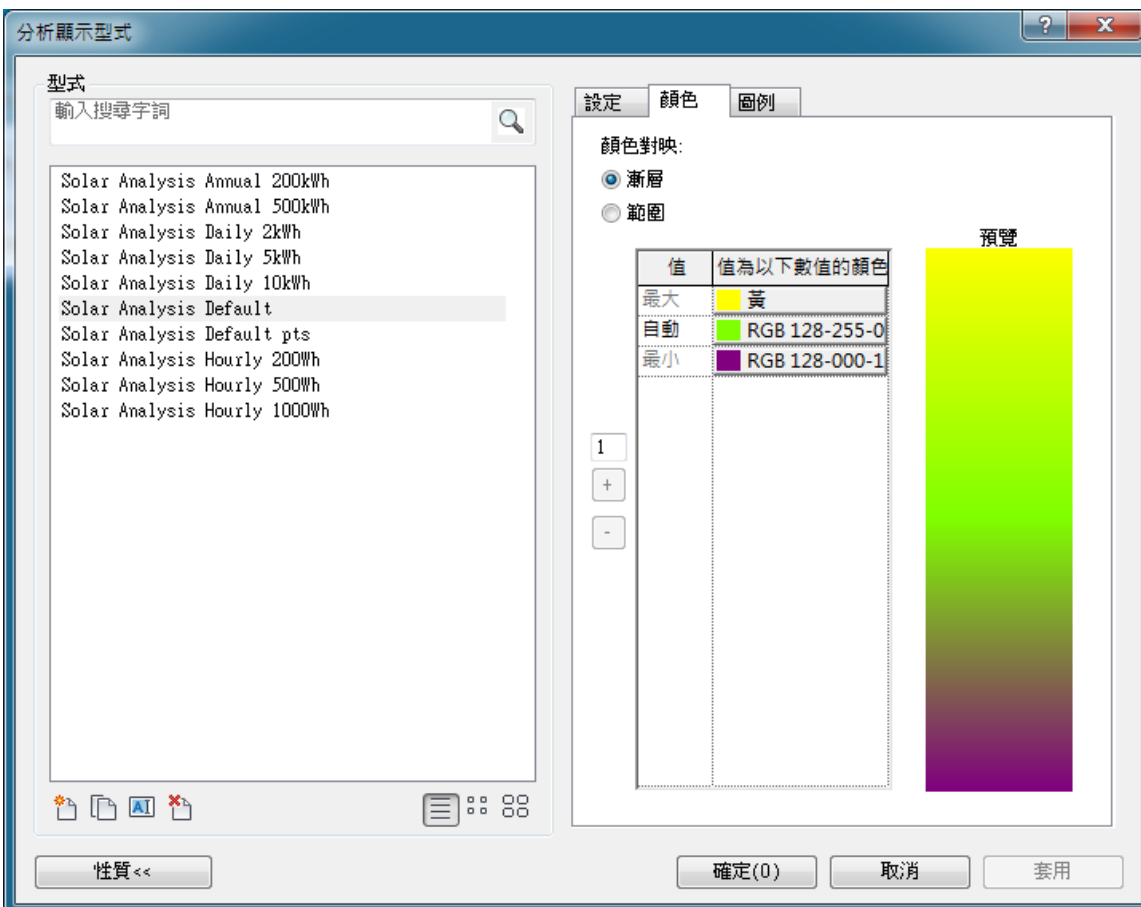 分析顯示型式
型式
輸入搜尋字詞
Solar Analysis Annual 200kWh
Solar Analysis Annual 500kWh
Solar Analysis Daily 2kWh
Solar Analysis Daily 5kWh
Solar Analysis Daily 10kWh
Solar Analysis Default
Solar Analysis Default pts
Solar Analysis Hourly 200Wh
Solar Analysis Hourly 500Wh
Solar Analysis Hourly 1000Wh
性質<<
設定 顏色 圖例
顏色對映:
漸層
範圍
值 值為以下數值的顏色
最大 黃
自動 RGB 128-255-0
最小 RGB 128-000-1
1
+
-
預覽
確定(O) 取消 套用